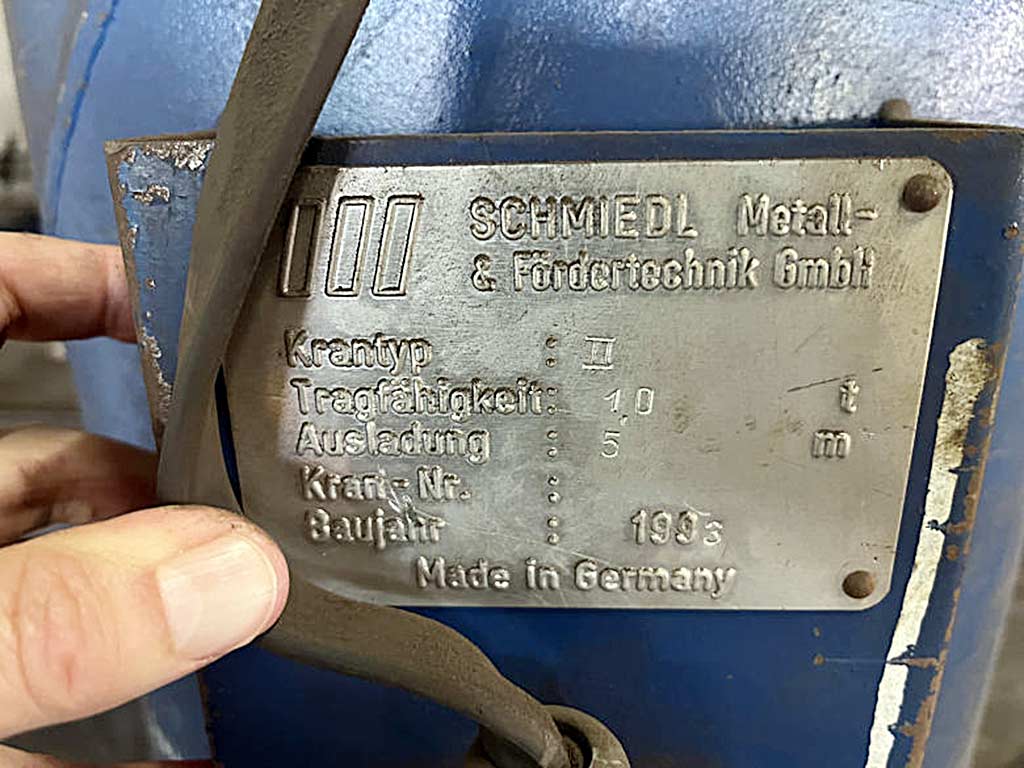 SCHMIEDL Metall-
& Fördertechnik GmbH
Krantyp : II
Tragfähigkeit: 1,0 t
Ausladung : 5 m
Kran-Nr. :
Baujahr : 1993
Made in Germany